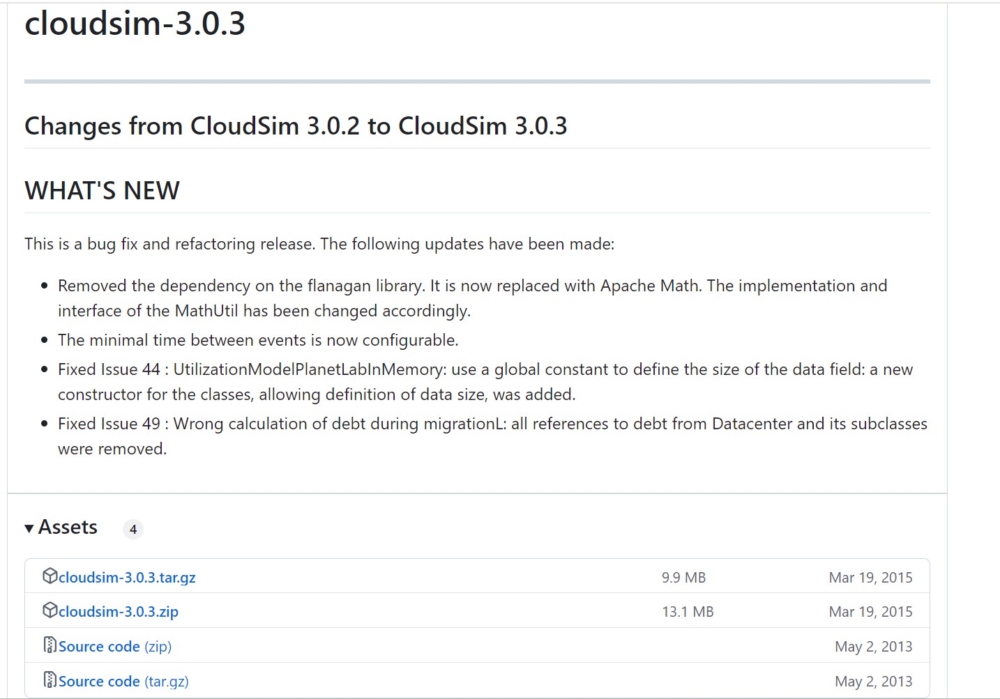 cloudsim-3.0.3
Changes from CloudSim 3.0.2 to CloudSim 3.0.3
WHAT'S NEW
This is a bug fix and refactoring release. The following updates have been made:
Removed the dependency on the flanagan library. It is now replaced with Apache Math. The implementation and
interface of the MathUtil has been changed accordingly.
The minimal time between events is now configurable.
Fixed Issue 44 : UtilizationModelPlanetLabInMemory: use a global constant to define the size of the data field: a new
constructor for the classes, allowing definition of data size, was added.
Fixed Issue 49 : Wrong calculation of debt during migrationL: all references to debt from Datacenter and its subclasses
were removed.
Assets 4
cloudsim-3.0.3.tar.gz 9.9 MB Mar 19, 2015
cloudsim-3.0.3.zip 13.1 MB Mar 19, 2015
Source code (zip) May 2, 2013
Source code (tar.gz) May 2, 2013